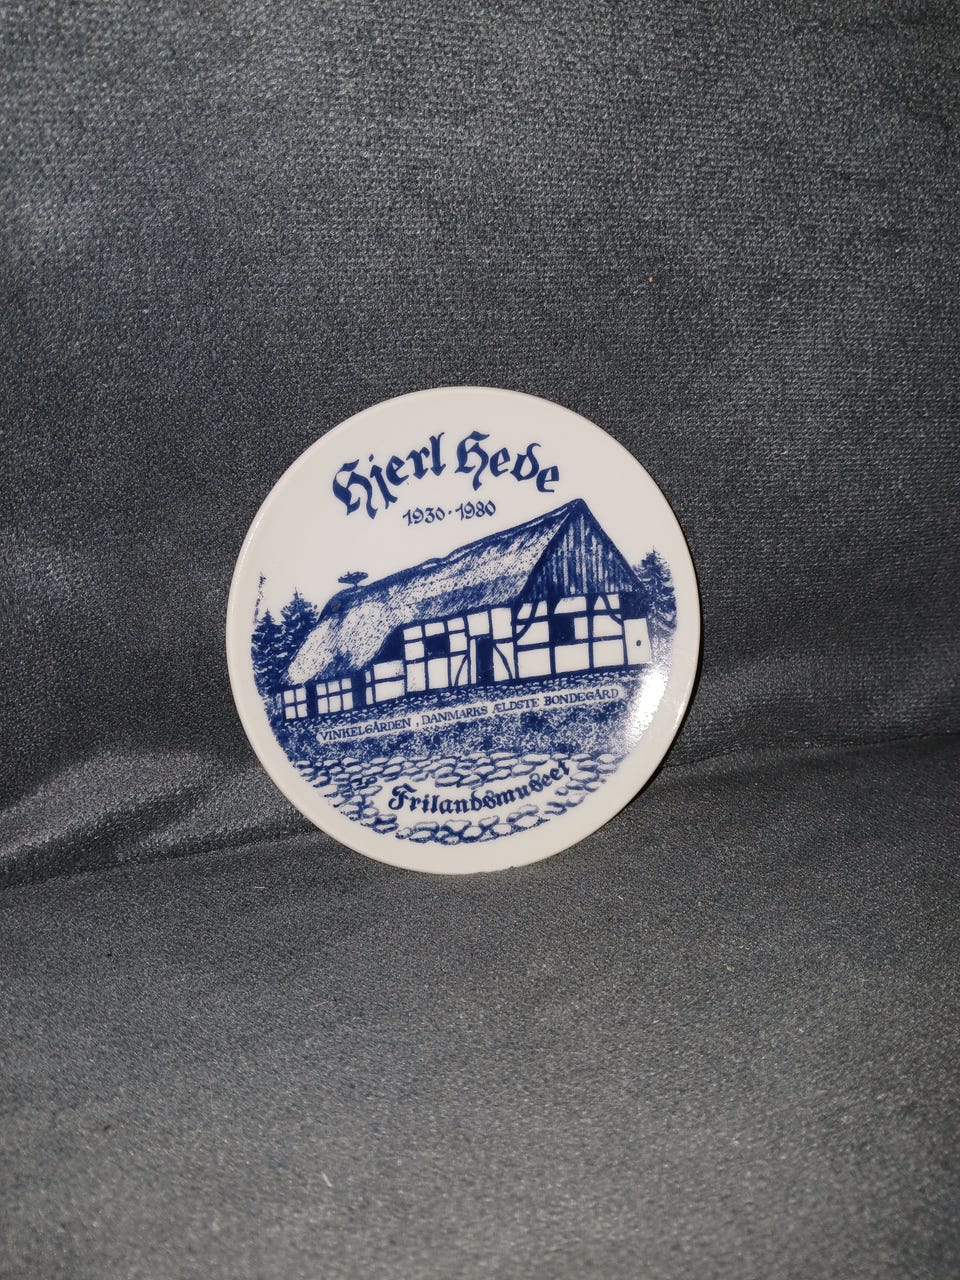 Hjerl Hede
1930·1980
VINKELGÅRDEN, DANMARKS ÆLDSTE BONDEGÅRD
Frilandsmuseet